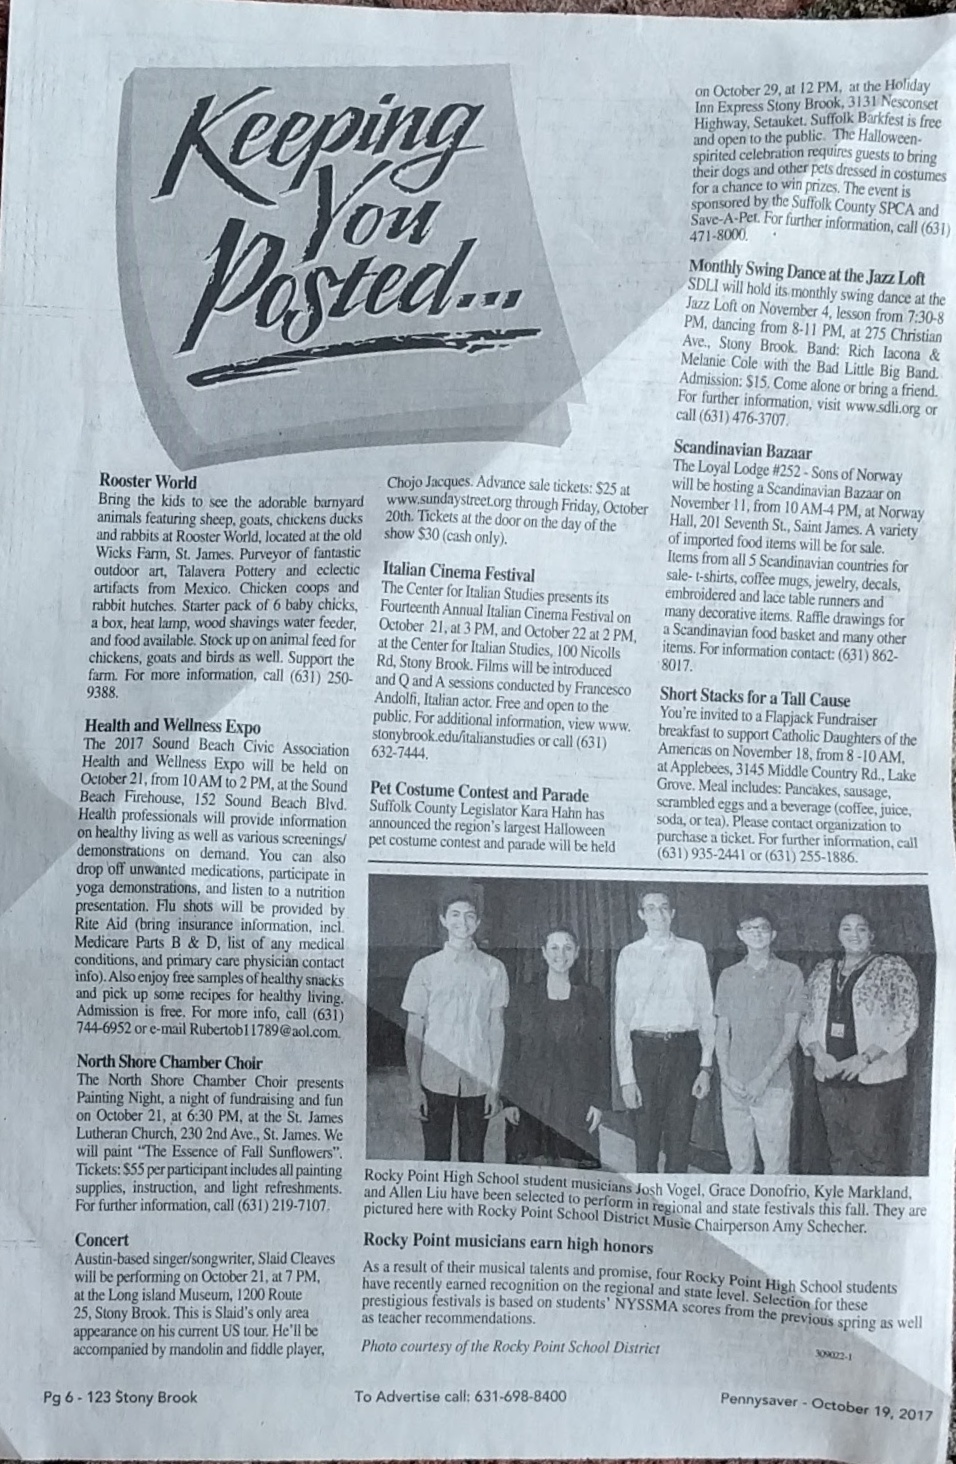 Keeping
You
Posted...
Rooster World
Bring the kids to see the adorable barnyard
animals featuring sheep, goats, chickens ducks
and rabbits at Rooster World, located at the old
Wicks Farm, St. James. Purveyor of fantastic
outdoor art, Talavera Pottery and eclectic
artifacts from Mexico. Chicken coops and
rabbit hutches. Starter pack of 6 baby chicks,
a box, heat lamp, wood shavings water feeder,
and food available. Stock up on animal feed for
chickens, goats and birds as well. Support the
farm. For more information, call (631) 250-
9388.
Health and Wellness Expo
The 2017 Sound Beach Civic Association
Health and Wellness Expo will be held on
October 21, from 10 AM to 2 PM, at the Sound
Beach Firehouse, 152 Sound Beach Blvd.
Health professionals will provide information
on healthy living as well as various screenings/
demonstrations on demand. You can also
drop off unwanted medications, participate in
yoga demonstrations, and listen to a nutrition
presentation. Flu shots will be provided by
Rite Aid (bring insurance information, incl.
Medicare Parts B & D, list of any medical
conditions, and primary care physician contact
info). Also enjoy free samples of healthy snacks
and pick up some recipes for healthy living.
Admission is free. For more info, call (631)
744-6952 or e-mail Rubertob11789@aol.com.
North Shore Chamber Choir
The North Shore Chamber Choir presents
Painting Night, a night of fundraising and fun
on October 21, at 6:30 PM, at the St. James
Lutheran Church, 230 2nd Ave., St. James. We
will paint "The Essence of Fall Sunflowers".
Tickets: $55 per participant includes all painting
supplies, instruction, and light refreshments.
For further information, call (631) 219-7107.
Concert
Austin-based singer/songwriter, Slaid Cleaves
will be performing on October 21, at 7 PM,
at the Long island Museum, 1200 Route
25, Stony Brook. This is Slaid's only area
appearance on his current US tour. He'll be
accompanied by mandolin and fiddle player,
Chojo Jacques. Advance sale tickets: $25 at
www.sundaystreet.org through Friday, October
20th. Tickets at the door on the day of the
show $30 (cash only).
Italian Cinema Festival
The Center for Italian Studies presents its
Fourteenth Annual Italian Cinema Festival on
October 21, at 3 PM, and October 22 at 2 PM,
at the Center for Italian Studies, 100 Nicolls
Rd, Stony Brook. Films will be introduced
and Q and A sessions conducted by Francesco
Andolfi, Italian actor. Free and open to the
public. For additional information, view www.
stonybrook.edu/italianstudies or call (631)
632-7444.
Pet Costume Contest and Parade
Suffolk County Legislator Kara Hahn has
announced the region's largest Halloween
pet costume contest and parade will be held
on October 29, at 12 PM, at the Holiday
Inn Express Stony Brook, 3131 Nesconset
Highway, Setauket. Suffolk Barkfest is free
and open to the public. The Halloween-
spirited celebration requires guests to bring
their dogs and other pets dressed in costumes
for a chance to win prizes. The event is
sponsored by the Suffolk County SPCA and
Save-A-Pet. For further information, call (631)
471-8000.
Monthly Swing Dance at the Jazz Loft
SDLI will hold its monthly swing dance at the
Jazz Loft on November 4, lesson from 7:30-8
PM, dancing from 8-11 PM, at 275 Christian
Ave., Stony Brook. Band: Rich Iacona &
Melanie Cole with the Bad Little Big Band.
Admission: $15. Come alone or bring a friend.
For further information, visit www.sdli.org or
call (631) 476-3707.
Scandinavian Bazaar
The Loyal Lodge #252 - Sons of Norway
will be hosting a Scandinavian Bazaar on
November 11, from 10 AM-4 PM, at Norway
Hall, 201 Seventh St., Saint James. A variety
of imported food items will be for sale.
Items from all 5 Scandinavian countries for
sale- t-shirts, coffee mugs, jewelry, decals,
embroidered and lace table runners and
many decorative items. Raffle drawings for
a Scandinavian food basket and many other
items. For information contact: (631) 862-
8017.
Short Stacks for a Tall Cause
You're invited to a Flapjack Fundraiser
breakfast to support Catholic Daughters of the
Americas on November 18, from 8 -10 AM,
at Applebees, 3145 Middle Country Rd., Lake
Grove. Meal includes: Pancakes, sausage,
scrambled eggs and a beverage (coffee, juice,
soda, or tea). Please contact organization to
purchase a ticket. For further information, call
(631) 935-2441 or (631) 255-1886.
Rocky Point High School student musicians Josh Vogel, Grace Donofrio, Kyle Markland,
and Allen Liu have been selected to perform in regional and state festivals this fall. They are
pictured here with Rocky Point School District Music Chairperson Amy Schecher.
Rocky Point musicians earn high honors
As a result of their musical talents and promise, four Rocky Point High School students
have recently earned recognition on the regional and state level. Selection for these
prestigious festivals is based on students' NYSSMA scores from the previous spring as well
as teacher recommendations.
Photo courtesy of the Rocky Point School District
309022-1
Pg 6 - 123 Stony Brook
To Advertise call: 631-698-8400
Pennysaver - October 19, 2017